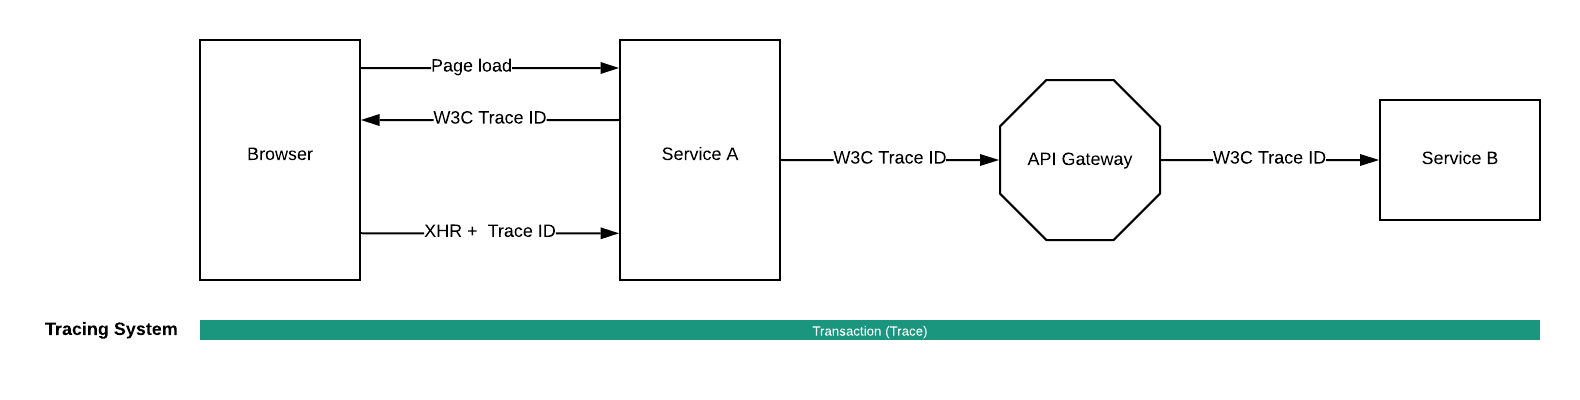 Page load
W3C Trace ID
Browser
Service A
W3C Trace ID
API Gateway
W3C Trace ID
Service B
XHR +  Trace ID
Tracing System
Transaction (Trace)